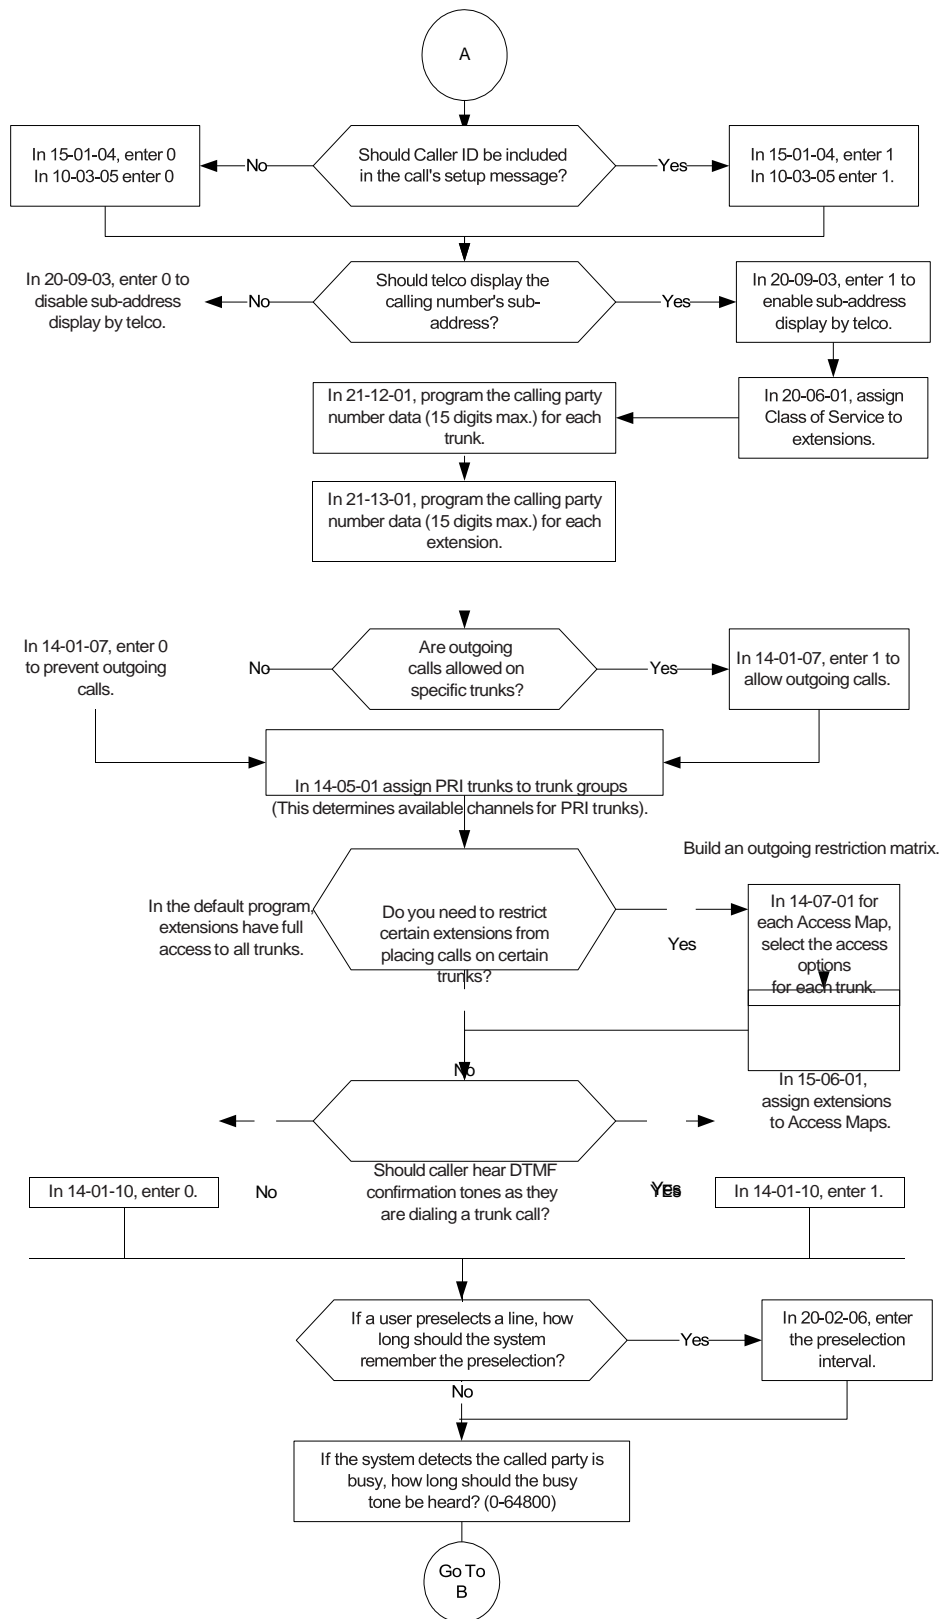 A
Should Caller ID be included
in the call's setup message?
No
Yes
In 15-01-04, enter 0
In 10-03-05 enter 0
In 15-01-04, enter 1
In 10-03-05 enter 1.
Should telco display the
calling number's sub-
address?
No
Yes
In 20-09-03, enter 0 to
disable sub-address
display by telco.
In 20-09-03, enter 1 to
enable sub-address
display by telco.
In 20-06-01, assign
Class of Service to
extensions.
In 21-12-01, program the calling party
number data (15 digits max.) for each
trunk.
In 21-13-01, program the calling party
number data (15 digits max.) for each
extension.
Are outgoing
calls allowed on
specific trunks?
No
Yes
In 14-01-07, enter 0
to prevent outgoing
calls.
In 14-01-07, enter 1 to
allow outgoing calls.
In 14-05-01 assign PRI trunks to trunk groups
(This determines available channels for PRI trunks).
Build an outgoing restriction matrix.
In the default program,
extensions have full
access to all trunks.
Do you need to restrict
certain extensions from
placing calls on certain
trunks?
Yes
In 14-07-01 for
each Access Map,
select the access
options
for each trunk.
No
In 15-06-01,
assign extensions
to Access Maps.
Should caller hear DTMF
confirmation tones as they
are dialing a trunk call?
No
Yes
In 14-01-10, enter 0.
In 14-01-10, enter 1.
If a user preselects a line, how
long should the system
remember the preselection?
Yes
No
In 20-02-06, enter
the preselection
interval.
If the system detects the called party is
busy, how long should the busy
tone be heard? (0-64800)
Go To
B